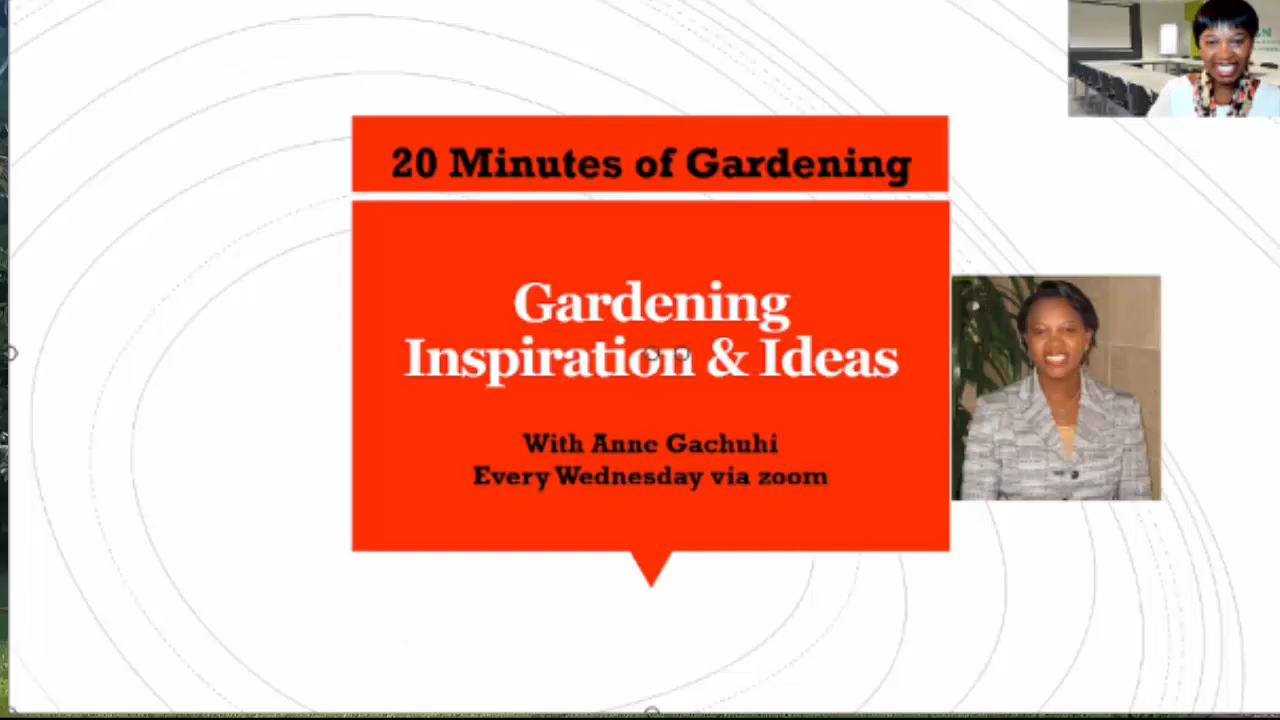 20 Minutes of Gardening
Gardening
Inspiration & Ideas
With Anne Gachuhi
Every Wednesday via zoom